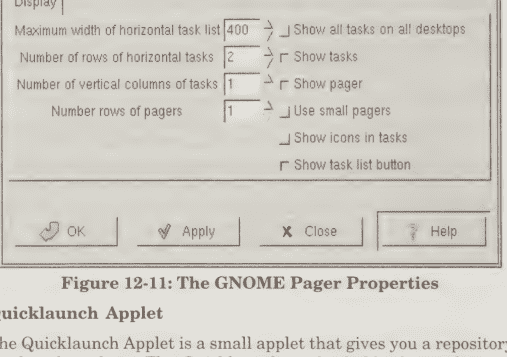 Display
Maximum width of horizontal task list 400 Show all tasks on all desktops
Number of rows of horizontal tasks 2 Show tasks
Number of vertical columns of tasks 1 Show pager
Number rows of pagers 1 Use small pagers
Show icons in tasks
Show task list button
OK Apply Close Help
Figure 12-11: The GNOME Pager Properties
uicklaunch Applet
he Quicklaunch Applet is a small applet that gives you a repository